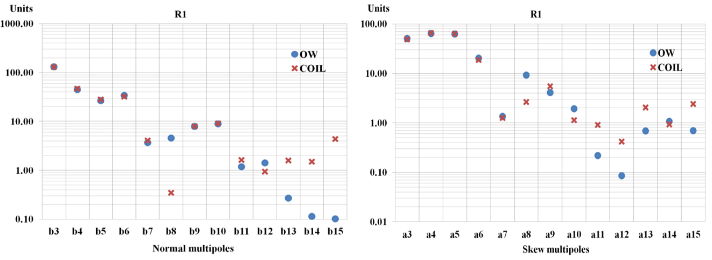 Units
R1
1000,00
100.00
10.00
1.00
0.10
OW
COIL
b3 b4 b5 b6 b7 b8 b9 b10 b11 b12 b13 b14 b15
Normal multipoles
Units
R1
100.00
10.00
1.00
0.10
0.01
OW
COIL
a3 a4 a5 a6 a7 a8 a9 a10 a11 a12 a13 a14 a15
Skew multipoles